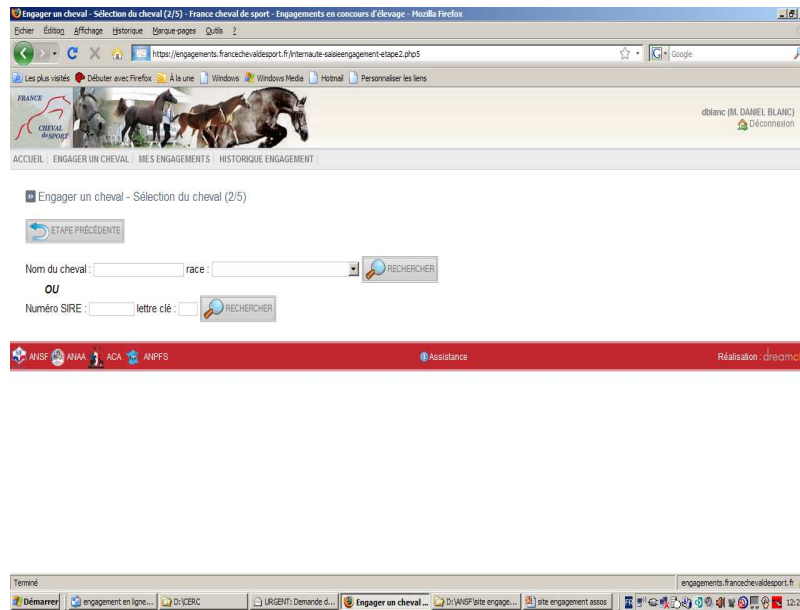 Engager un cheval - Sélection du cheval (2/5) - France cheval de sport - Engagements en concours d'élevage - Mozilla Firefox
Fichier Édition Affichage Historique Marque-pages Outils ?
https://engagements.franchevaldesport.fr/internaute-saisieengagement-etape2.php5
Google
Les plus visités Débuter avec Firefox À la une Windows Windows Media Hotmail Personnaliser les liens
FRANCE
CHEVAL
de SPORT
dblanc (M. DANIEL BLANC)
Déconnexion
ACCUEIL ENGAGER UN CHEVAL MES ENGAGEMENTS HISTORIQUE ENGAGEMENT
Engager un cheval - Sélection du cheval (2/5)
ETAPE PRÉCÉDENTE
Nom du cheval : race : RECHERCHER
OU
Numéro SIRE : lettre clé : RECHERCHER
ANSF ANAA ACA ANPFS Assistance Réalisation : dreamcl
Terminé engagements.francechevaldesport.fr
Démarrer engagement en ligne... D:\CERC URGENT: Demande d... Engager un cheval ... D:\ANSF\site engage... site engagement assos FR